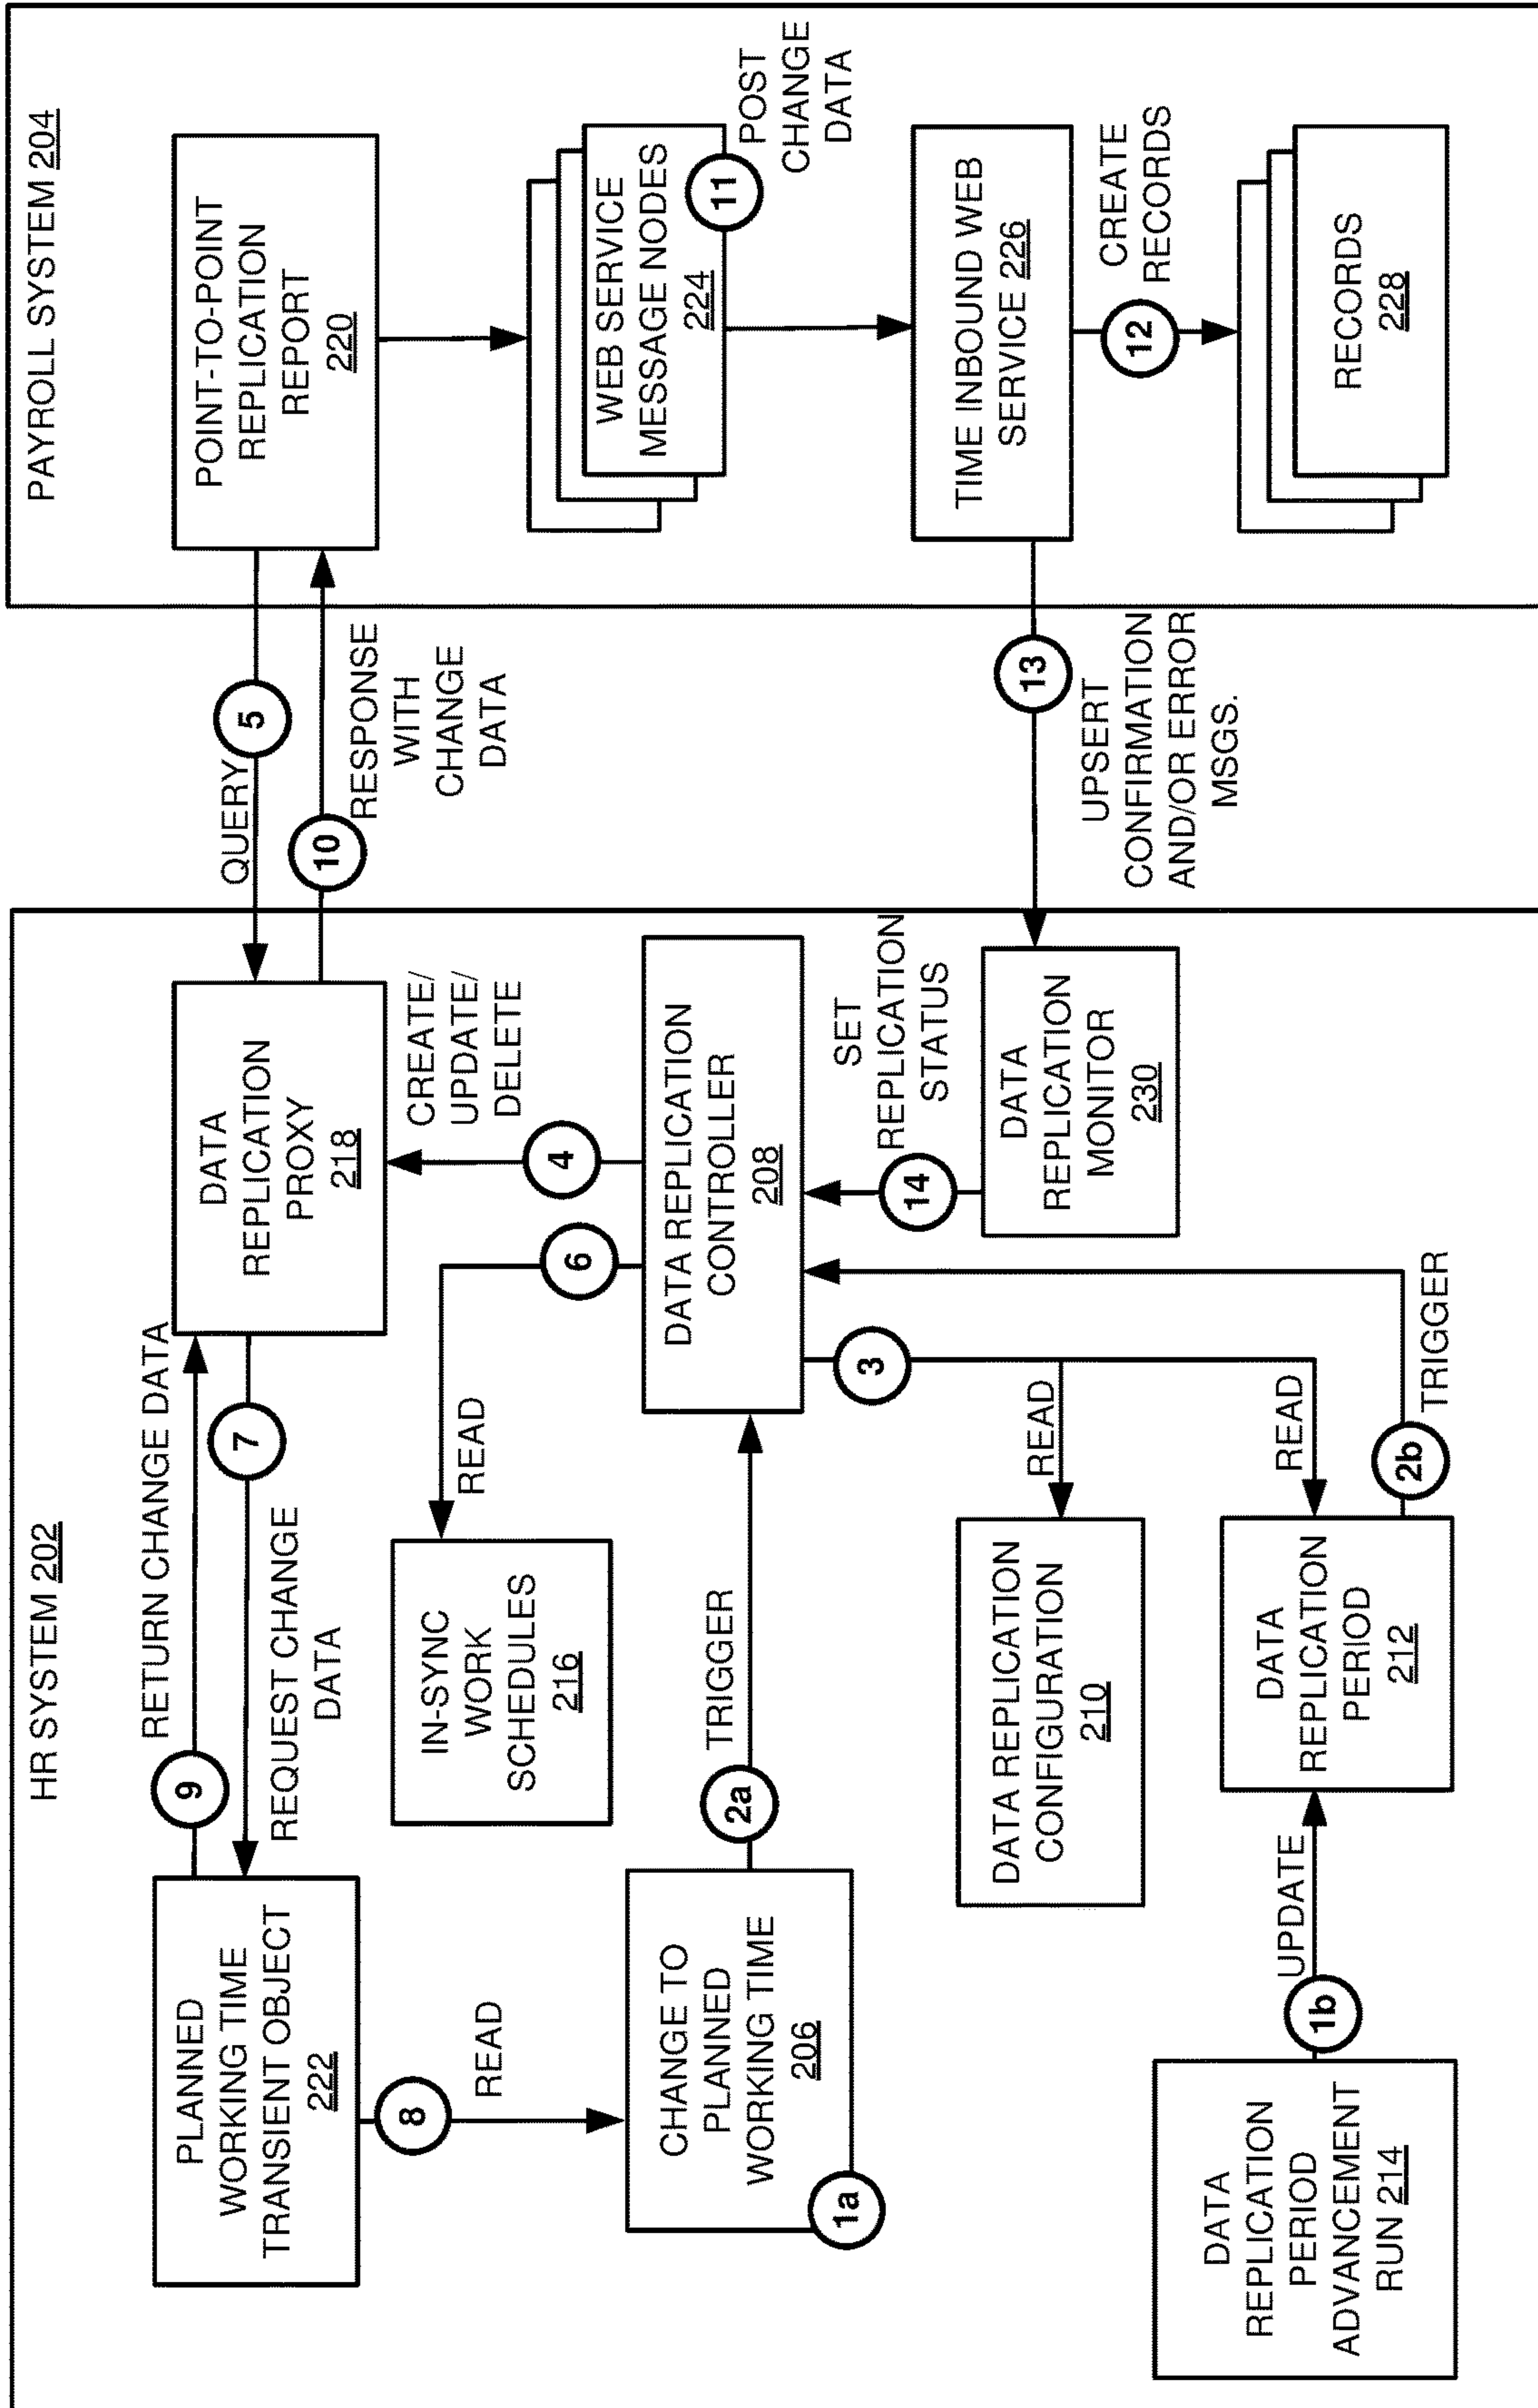 HR SYSTEM 202
PLANNED
WORKING TIME
TRANSIENT OBJECT
222
9
RETURN CHANGE DATA
7
REQUEST CHANGE
DATA
DATA
REPLICATION
PROXY
218
8
READ
IN-SYNC
WORK
SCHEDULES
216
READ
6
4
CREATE/
UPDATE/
DELETE
CHANGE TO
PLANNED
WORKING TIME
206
1a
2a
TRIGGER
DATA REPLICATION
CONTROLLER
208
3
READ
READ
14
SET
REPLICATION
STATUS
DATA REPLICATION
CONFIGURATION
210
DATA
REPLICATION
MONITOR
230
DATA
REPLICATION
PERIOD
ADVANCEMENT
RUN 214
1b
UPDATE
DATA
REPLICATION
PERIOD
212
2b
TRIGGER
QUERY
5
10
RESPONSE
WITH
CHANGE
DATA
13
UPSERT
CONFIRMATION
AND/OR ERROR
MSGS.
PAYROLL SYSTEM 204
POINT-TO-POINT
REPLICATION
REPORT
220
WEB SERVICE
MESSAGE NODES
224
11
POST
CHANGE
DATA
TIME INBOUND WEB
SERVICE 226
12
CREATE
RECORDS
RECORDS
228